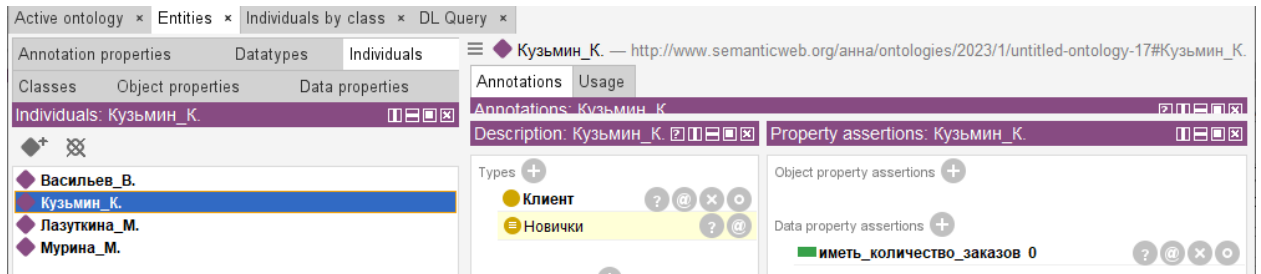 Active ontology × Entities × Individuals by class × DL Query ×
Annotation properties Datatypes Individuals
Classes Object properties Data properties
Individuals: Кузьмин_К.
Васильев_В.
Кузьмин_К.
Лазуткина_М.
Мурина_М.
Кузьмин_К. — http://www.semanticweb.org/анна/ontologies/2023/1/untitled-ontology-17#Кузьмин_К.
Annotations Usage
Annotations: Кузьмин_К.
Description: Кузьмин_К.
Types
Клиент
Новички
Property assertions: Кузьмин_К.
Object property assertions
Data property assertions
иметь_количество_заказов 0